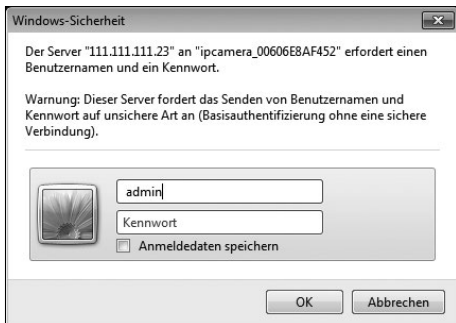 Windows-Sicherheit
Der Server "111.111.111.23" an "ipcamera_00606E8AF452" erfordert einen
Benutzernamen und ein Kennwort.
Warnung: Dieser Server fordert das Senden von Benutzernamen und
Kennwort auf unsichere Art an (Basisauthentifizierung ohne eine sichere
Verbindung).
admin
Kennwort
Anmeldedaten speichern
OK
Abbrechen